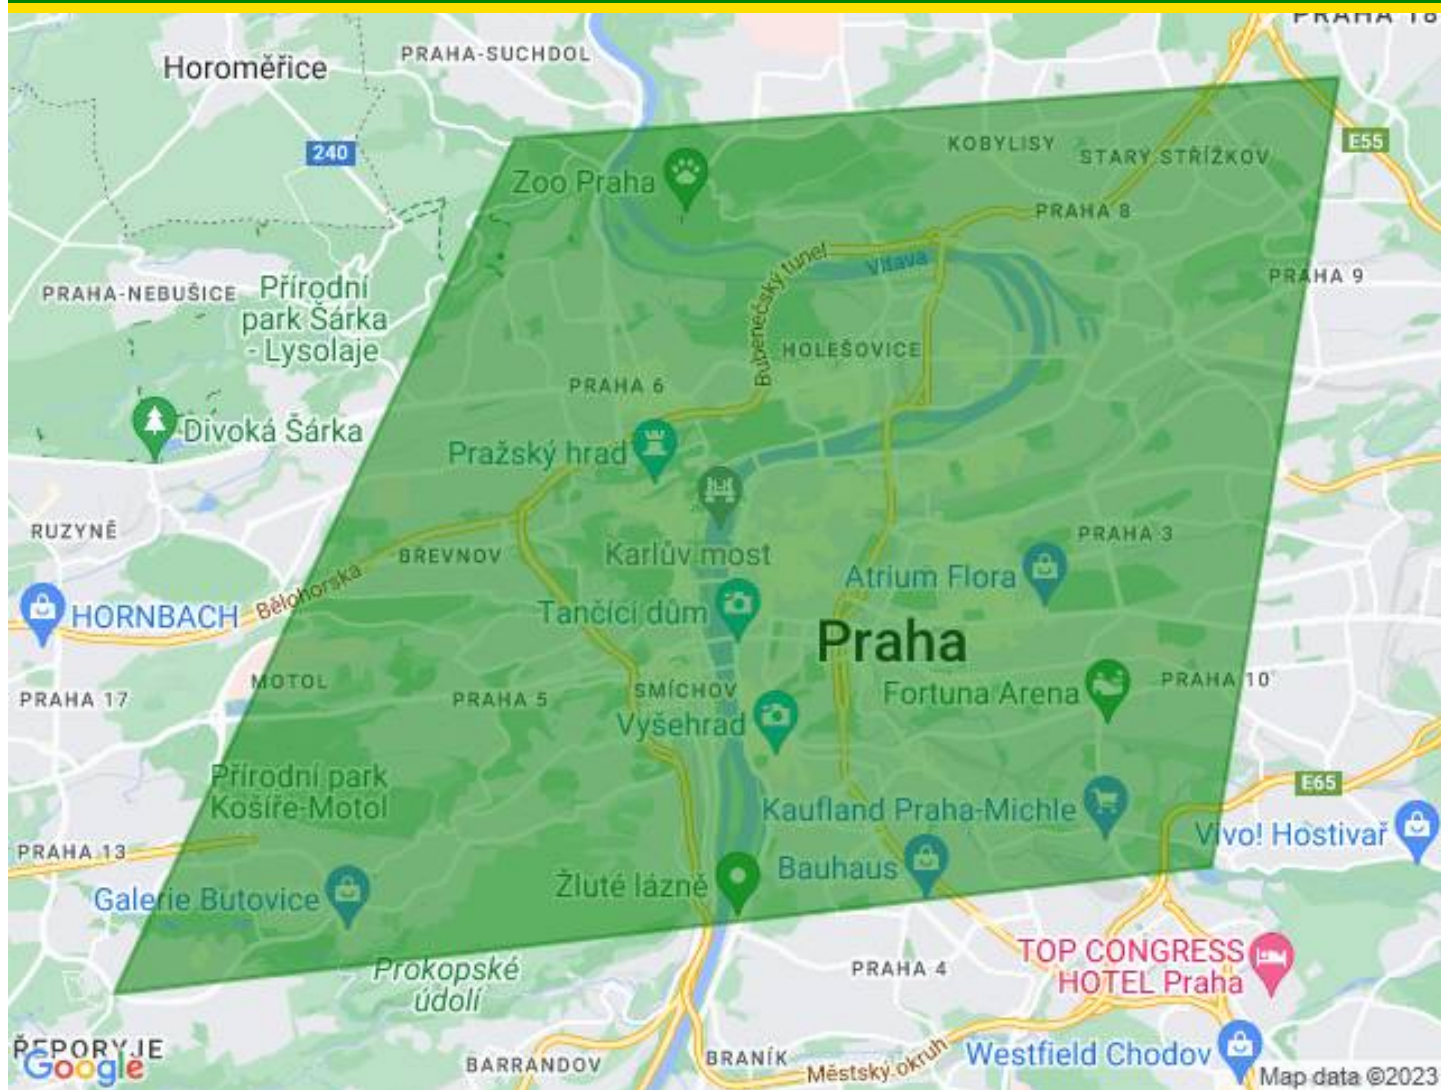 PRAHA 18
PRAHA-SUCHDOL
Horoměřice
240
KOBYLISY
E55
STARÝ STŘÍŽKOV
Zoo Praha
PRAHA 8
Bubenečský tunel
Vltava
PRAHA 9
PRAHA-NEBUŠICE
Přírodní
park Šárka
- Lysolaje
HOLEŠOVICE
PRAHA 6
Divoká Šárka
Pražský hrad
RUZYNĚ
PRAHA 3
BŘEVNOV
Karlův most
Atrium Flora
Bělohorská
HORNBACH
Tančící dům
Praha
MOTOL
PRAHA 17
PRAHA 5
SMÍCHOV
Fortuna Arena
PRAHA 10
Vyšehrad
Přírodní park
Košíře-Motol
E65
Kaufland Praha-Michle
Vivo! Hostivař
PRAHA 13
Bauhaus
Žluté lázně
Galerie Butovice
Prokopské
údolí
PRAHA 4
TOP CONGRESS
HOTEL Praha
ŘEPORYJE
Google
BARRANDOV
BRANÍK
Městský okruh
Westfield Chodov
Map data ©2023